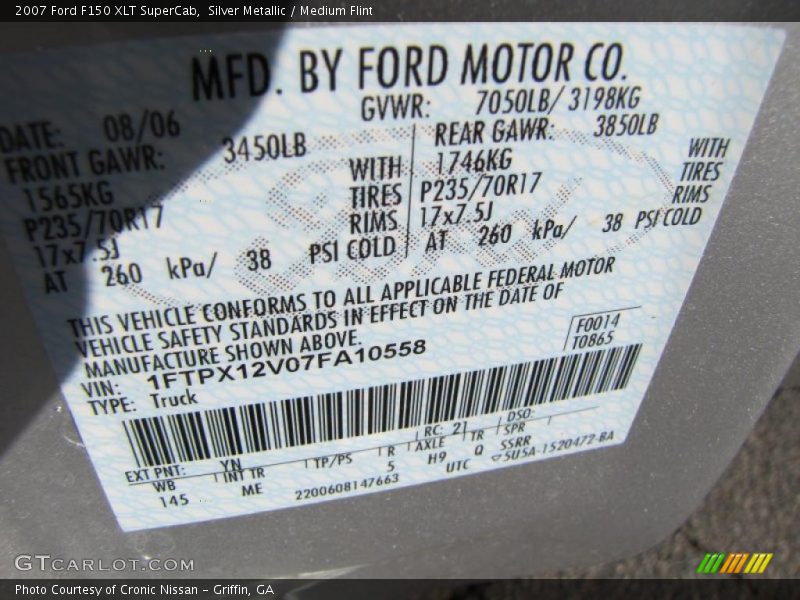 2007 Ford F150 XLT SuperCab,  Silver Metallic / Medium Flint
MFD. BY FORD MOTOR CO.
DATE: 08/06 GVWR: 7050LB/ 3198KG
FRONT GAWR: 3450LB REAR GAWR: 3850LB
1565KG WITH 1746KG WITH
P235/70R17 TIRES P235/70R17 TIRES
17x7.5J RIMS 17x7.5J RIMS
AT 260 kPa/ 38 PSI COLD AT 260 kPa/ 38 PSI COLD
THIS VEHICLE CONFORMS TO ALL APPLICABLE FEDERAL MOTOR
VEHICLE SAFETY STANDARDS IN EFFECT ON THE DATE OF
MANUFACTURE SHOWN ABOVE.
F0014
T0865
VIN: 1FTPX12V07FA10558
TYPE: Truck
EXT PNT: YN RC: 21 DSO:
WB INT TR TP/PS R AXLE TR SPR
145 ME 5 H9 Q SSRR
2200608147663 UTC 5U5A-1520472-BA
GTCARLOT.COM
Photo Courtesy of Cronic Nissan – Griffin, GA